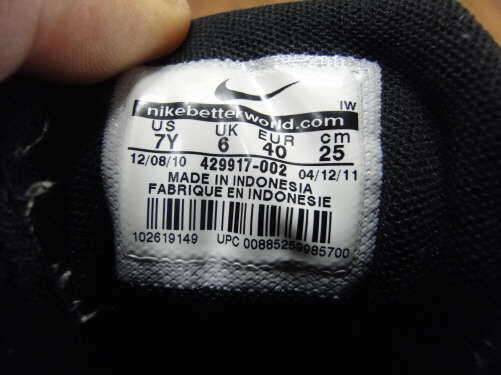 IW
nikebetterworld.com
US UK EUR cm
7Y 6 40 25
12/08/10 429917-002 04/12/11
MADE IN INDONESIA
FABRIQUE EN INDONESIE
102619149 UPC 00885259985700